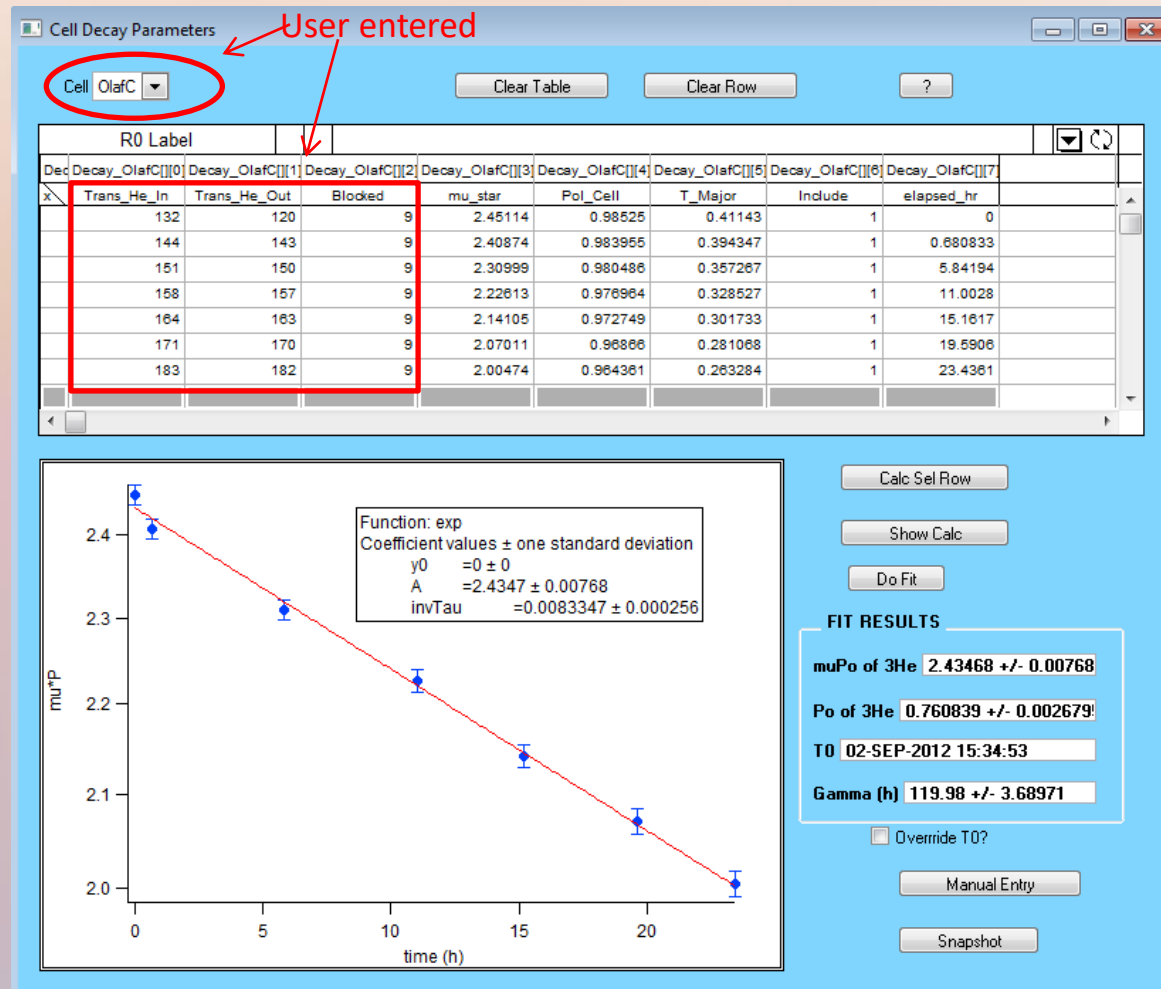 Cell Decay Parameters
User entered
Cell OlafC
Clear Table
Clear Row
?
R0 Label
Dec Decay_OlafC[][0] Decay_OlafC[][1] Decay_OlafC[][2] Decay_OlafC[][3] Decay_OlafC[][4] Decay_OlafC[][5] Decay_OlafC[][6] Decay_OlafC[][7]
x Trans_He_In Trans_He_Out Blocked mu_star Pol_Cell T_Major Include elapsed_hr
132 120 9 2.45114 0.98525 0.41143 1 0
144 143 9 2.40874 0.983955 0.394347 1 0.680833
151 150 9 2.30999 0.980486 0.357267 1 5.84194
158 157 9 2.22613 0.976964 0.328527 1 11.0028
164 163 9 2.14105 0.972749 0.301733 1 15.1617
171 170 9 2.07011 0.96866 0.281068 1 19.5906
183 182 9 2.00474 0.964361 0.263284 1 23.4361
Function: exp
Coefficient values ± one standard deviation
y0 =0 ± 0
A =2.4347 ± 0.00768
invTau =0.0083347 ± 0.000256
2.4
2.3
2.2
2.1
2.0
mu*P
0 5 10 15 20
time (h)
Calc Sel Row
Show Calc
Do Fit
FIT RESULTS
muPo of 3He 2.43468 +/- 0.00768
Po of 3He 0.760839 +/- 0.002679
T0 02-SEP-2012 15:34:53
Gamma (h) 119.98 +/- 3.68971
Overrride T0?
Manual Entry
Snapshot